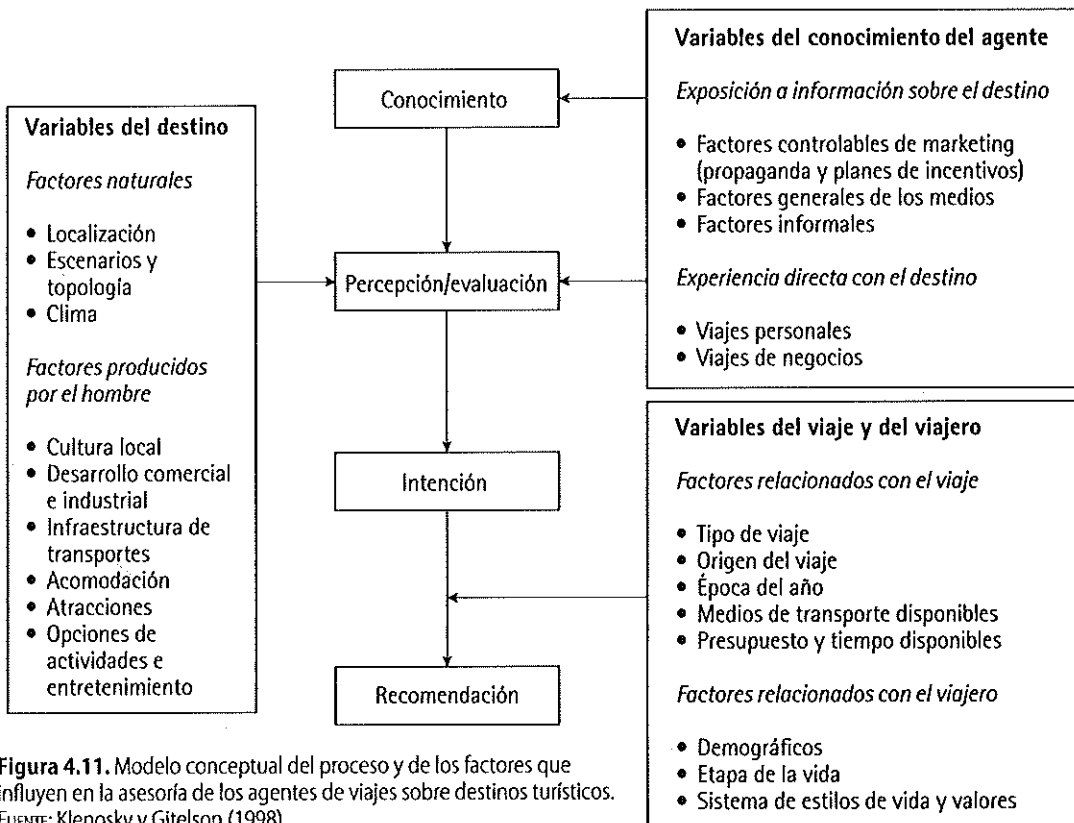 Variables del destino
Factores naturales
• Localización
• Escenarios y
topología
• Clima
Factores producidos
por el hombre
• Cultura local
• Desarrollo comercial
e industrial
• Infraestructura de
transportes
• Acomodación
• Atracciones
• Opciones de
actividades e
entretenimiento
Conocimiento
Percepción/evaluación
Intención
Recomendación
Variables del conocimiento del agente
Exposición a información sobre el destino
• Factores controlables de marketing
(propaganda y planes de incentivos)
• Factores generales de los medios
• Factores informales
Experiencia directa con el destino
• Viajes personales
• Viajes de negocios
Variables del viaje y del viajero
Factores relacionados con el viaje
• Tipo de viaje
• Origen del viaje
• Época del año
• Medios de transporte disponibles
• Presupuesto y tiempo disponibles
Factores relacionados con el viajero
• Demográficos
• Etapa de la vida
• Sistema de estilos de vida y valores
Figura 4.11. Modelo conceptual del proceso y de los factores que
influyen en la asesoría de los agentes de viajes sobre destinos turísticos.
FUENTE: Klenosky y Gitelson (1998)